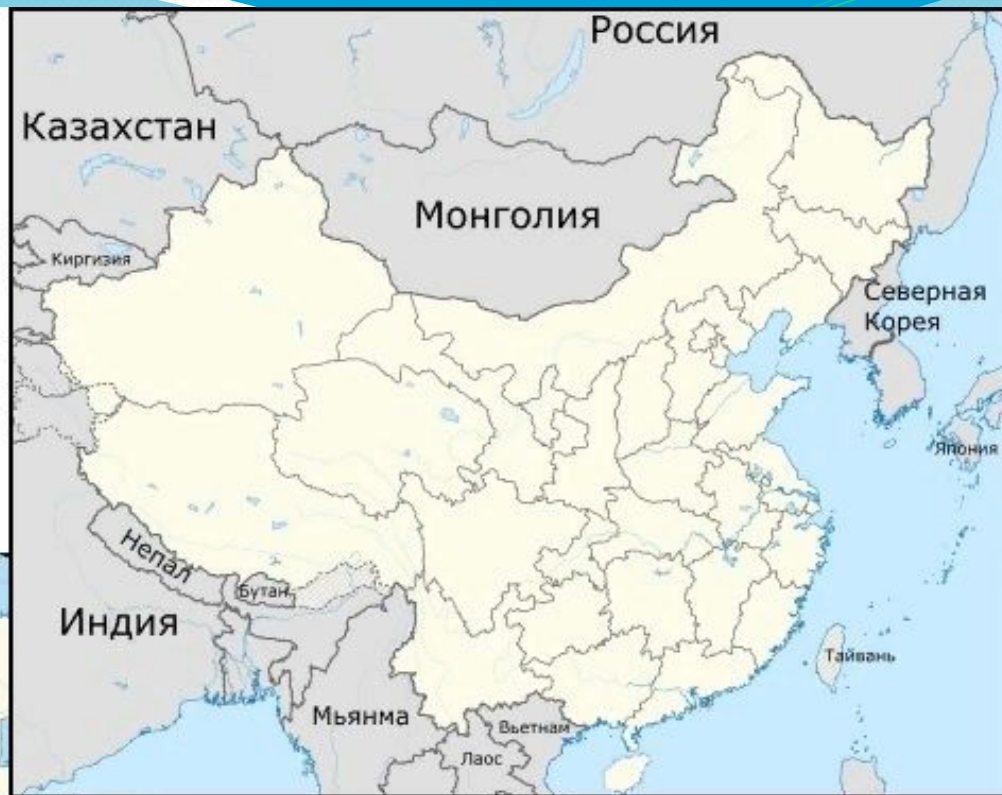 Россия
Казахстан
Монголия
Киргизия
Северная
Корея
Япония
Непал
Бутан
Индия
Тайвань
Мьянма
Вьетнам
Лаос